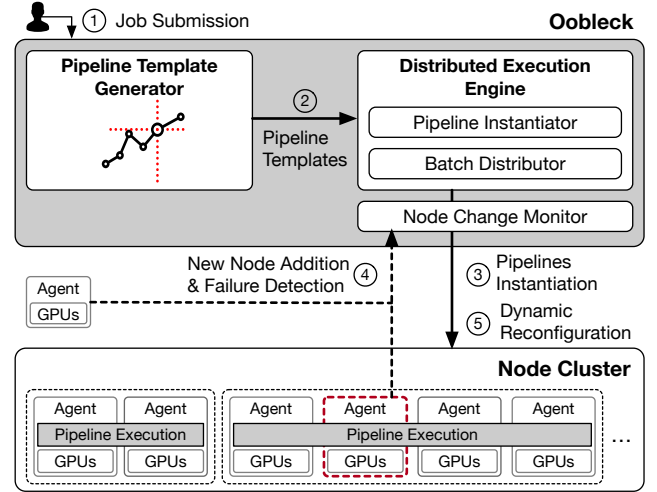 ① Job Submission
Oobleck
Pipeline Template
Generator
Distributed Execution
Engine
Pipeline Instantiator
Batch Distributor
②
Pipeline
Templates
Node Change Monitor
New Node Addition
& Failure Detection
④
③ Pipelines
Instantiation
⑤ Dynamic
Reconfiguration
Agent
GPUs
Node Cluster
Agent Agent Agent Agent Agent Agent
Pipeline Execution Pipeline Execution
GPUs GPUs GPUs GPUs GPUs GPUs
...